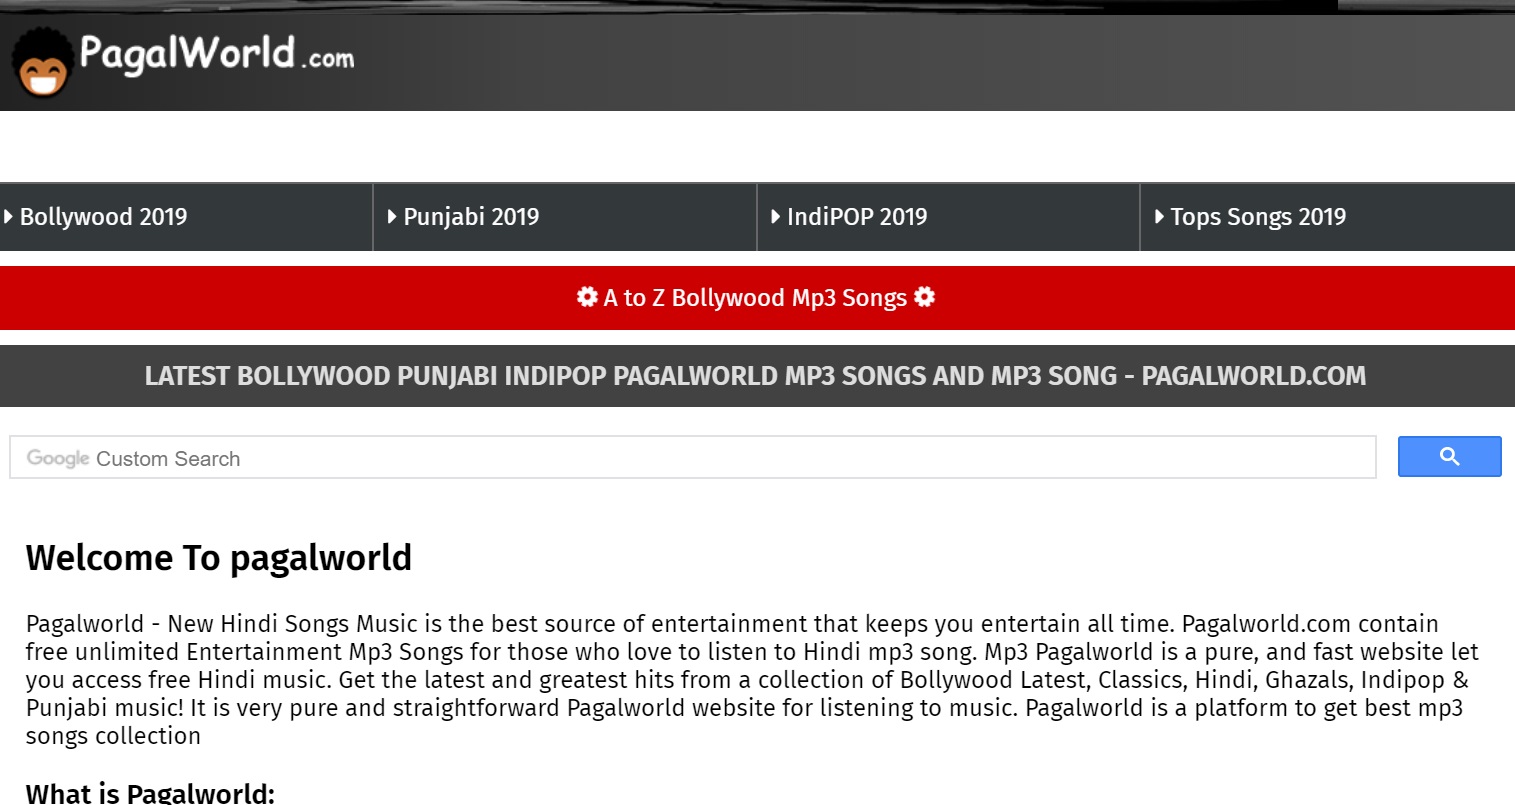 PagalWorld.com
Bollywood 2019
Punjabi 2019
IndiPOP 2019
Tops Songs 2019
A to Z Bollywood Mp3 Songs
LATEST BOLLYWOOD PUNJABI INDIPOP PAGALWORLD MP3 SONGS AND MP3 SONG - PAGALWORLD.COM
Google Custom Search
Welcome To pagalworld
Pagalworld - New Hindi Songs Music is the best source of entertainment that keeps you entertain all time. Pagalworld.com contain
free unlimited Entertainment Mp3 Songs for those who love to listen to Hindi mp3 song. Mp3 Pagalworld is a pure, and fast website let
you access free Hindi music. Get the latest and greatest hits from a collection of Bollywood Latest, Classics, Hindi, Ghazals, Indipop &
Punjabi music! It is very pure and straightforward Pagalworld website for listening to music. Pagalworld is a platform to get best mp3
songs collection
What is Pagalworld: